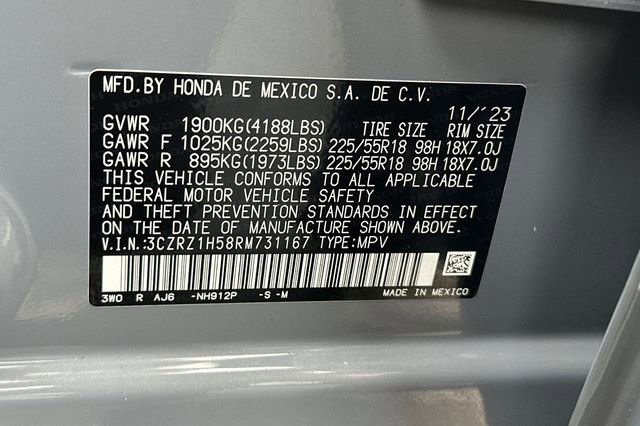 MFD.BY HONDA DE MEXICO S.A. DE C.V.
11/'23
GVWR 1900KG(4188LBS) TIRE SIZE RIM SIZE
GAWR F 1025KG(2259LBS) 225/55R18 98H 18X7.0J
GAWR R 895KG(1973LBS) 225/55R18 98H 18X7.0J
THIS VEHICLE CONFORMS TO ALL APPLICABLE
FEDERAL MOTOR VEHICLE SAFETY
AND THEFT PREVENTION STANDARDS IN EFFECT
ON THE DATE OF MANUFACTURE SHOWN ABOVE.
V.I.N.:3CZRZ1H58RM731167 TYPE:MPV
3WO R AJ6 -NH912P -S -M MADE IN MEXICO